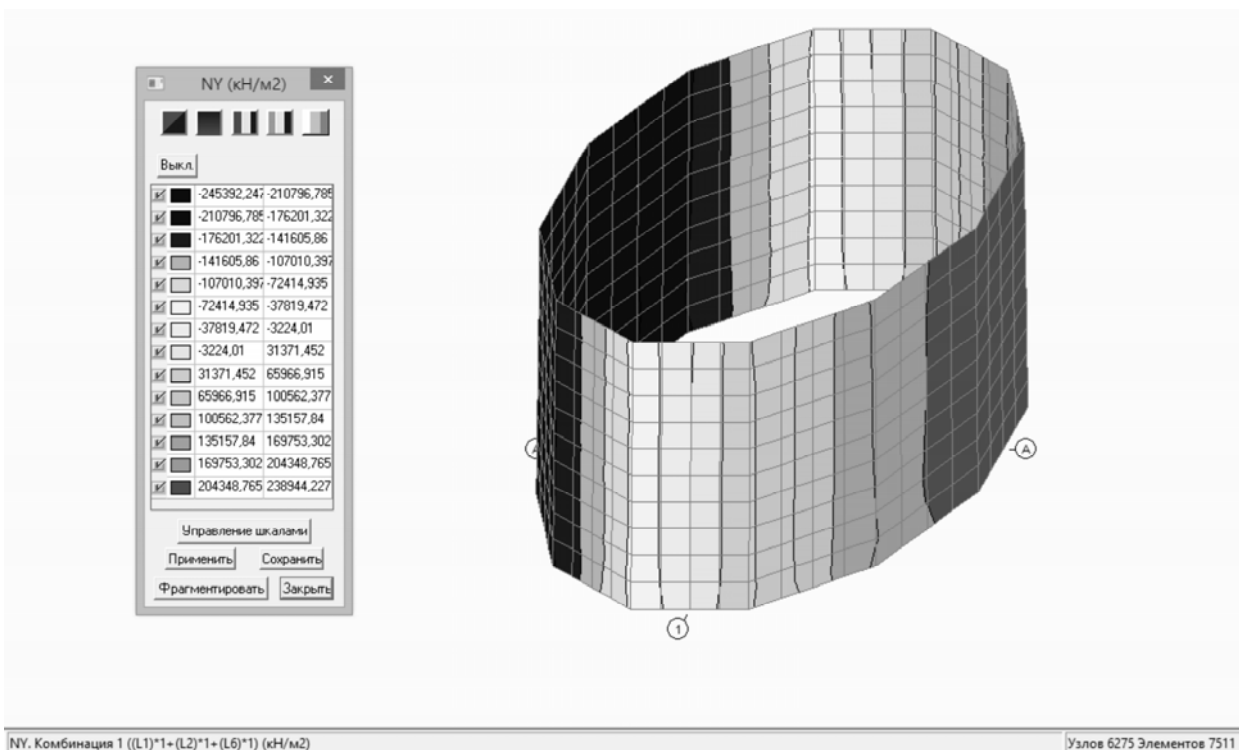 NY (кН/м2)
Выкл.
-245392,247 -210796,785
-210796,785 -176201,322
-176201,322 -141605,86
-141605,86 -107010,397
-107010,397 -72414,935
-72414,935 -37819,472
-37819,472 -3224,01
-3224,01 31371,452
31371,452 65966,915
65966,915 100562,377
100562,377 135157,84
135157,84 169753,302
169753,302 204348,765
204348,765 238944,227
Управление шкалами
Применить Сохранить
Фрагментировать Закрыть
А
А
1
NY. Комбинация 1 ((L1)*1+(L2)*1+(L6)*1) (кН/м2)
Узлов 6275 Элементов 7511